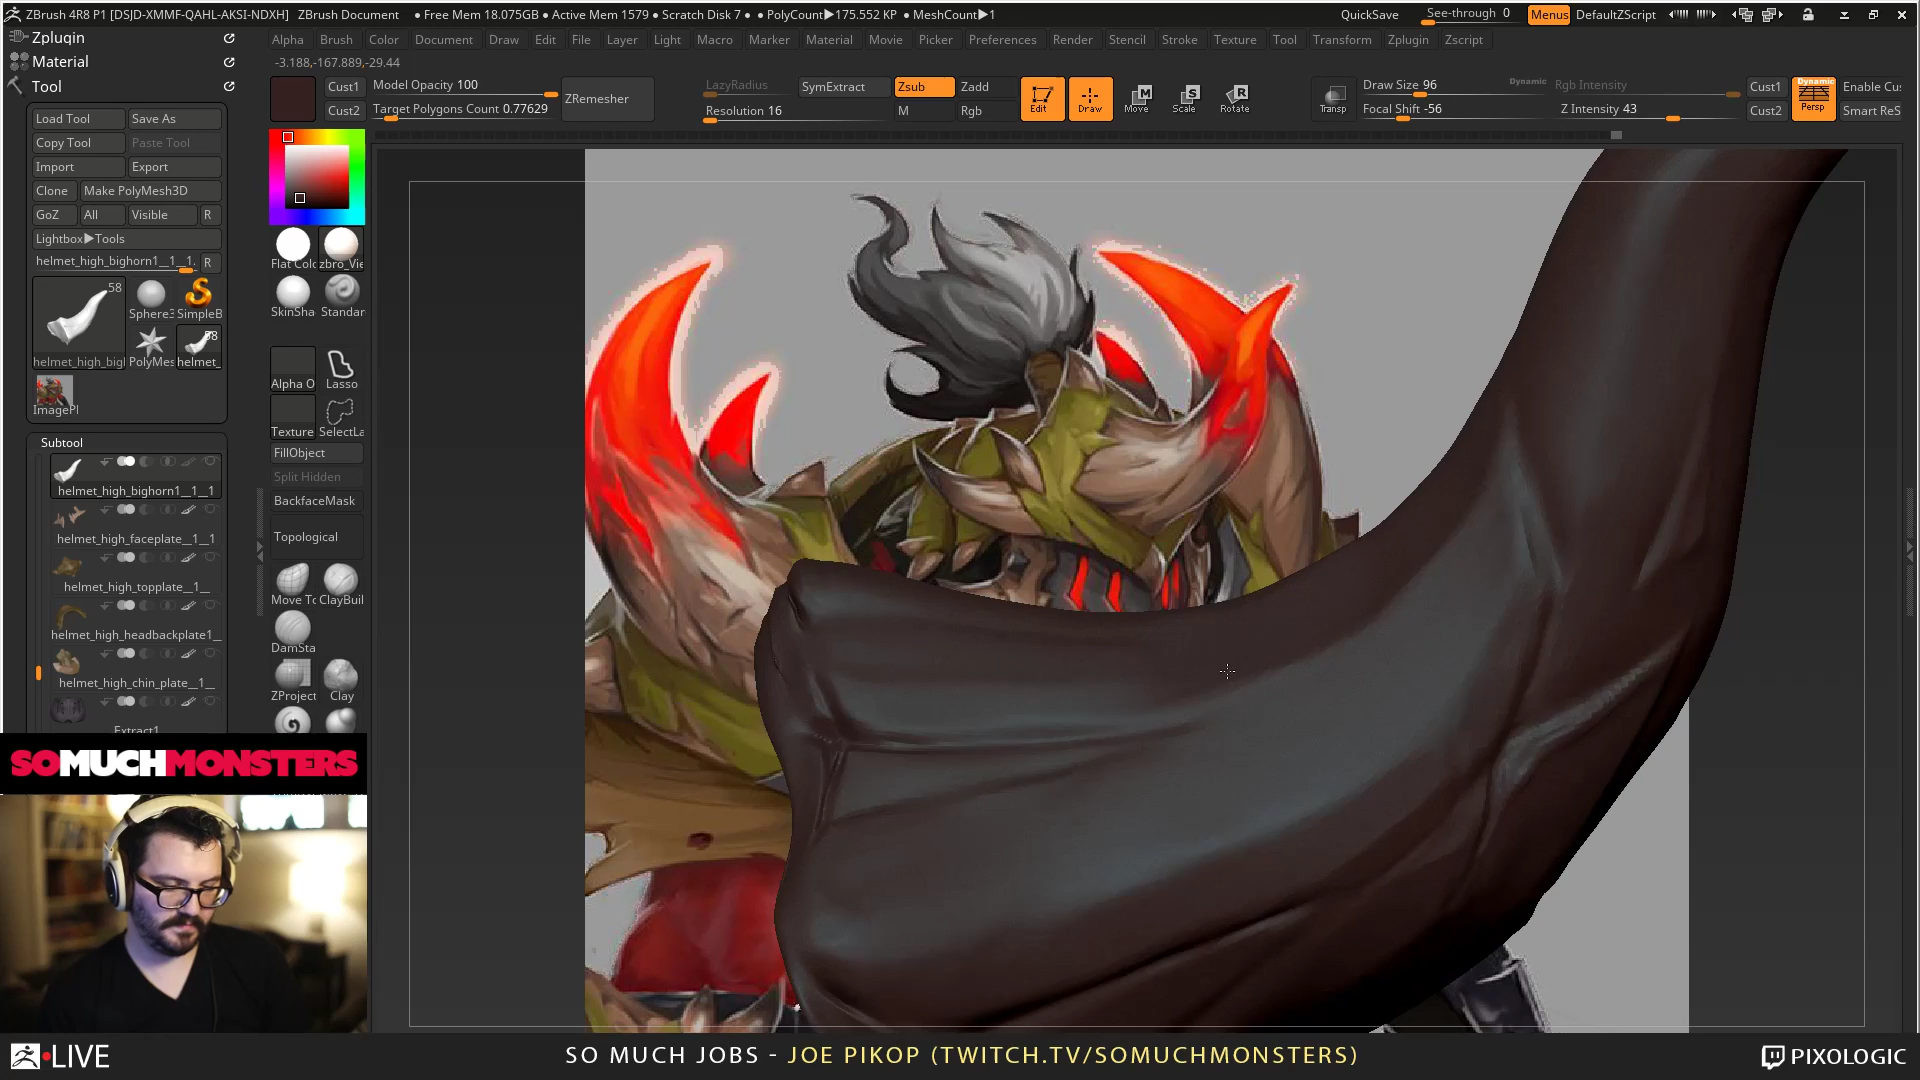 ZBrush 4R8 P1 [DSJD-XMMF-QAHL-AKSI-NDXH] ZBrush Document ● Free Mem 18.075GB ● Active Mem 1579 ● Scratch Disk 7 ● ● PolyCount▶175.552 KP ● MeshCount▶1 QuickSave See-through 0 Menus DefaultZScript
Zplugin
Material
Tool
Alpha Brush Color Document Draw Edit File Layer Light Macro Marker Material Movie Picker Preferences Render Stencil Stroke Texture Tool Transform Zplugin Zscript
-3.188,-167.889,-29.44
Cust1 Model Opacity 100
Cust2 Target Polygons Count 0.77629
ZRemesher
LazyRadius
Resolution 16
SymExtract
Zsub Zadd
M Rgb
Edit Draw Move Scale Rotate
Transp
Draw Size 96 Dynamic Rgb Intensity
Focal Shift -56 Z Intensity 43
Cust1
Cust2
Dynamic
Persp
Enable Cus
Smart ReS
Load Tool Save As
Copy Tool Paste Tool
Import Export
Clone Make PolyMesh3D
GoZ All Visible R
Lightbox▶Tools
helmet_high_bighorn1__1__1. R
58
Sphere3 SimpleB
58
helmet_high_bigl PolyMes helmet_
ImagePl
Subtool
helmet_high_bighorn1__1__1
helmet_high_faceplate__1__1
helmet_high_topplate__1__
helmet_high_headbackplate1__
helmet_high_chin_plate__1__
Extract1
Flat Colo zbro_Vie
SkinSha Standar
Alpha O Lasso
Texture SelectLa
FillObject
Split Hidden
BackfaceMask
Topological
Move To ClayBuil
DamSta
ZProject Clay
SOMUCHMONSTERS
LIVE
SO MUCH JOBS - JOE PIKOP (TWITCH.TV/SOMUCHMONSTERS)
PIXOLOGIC